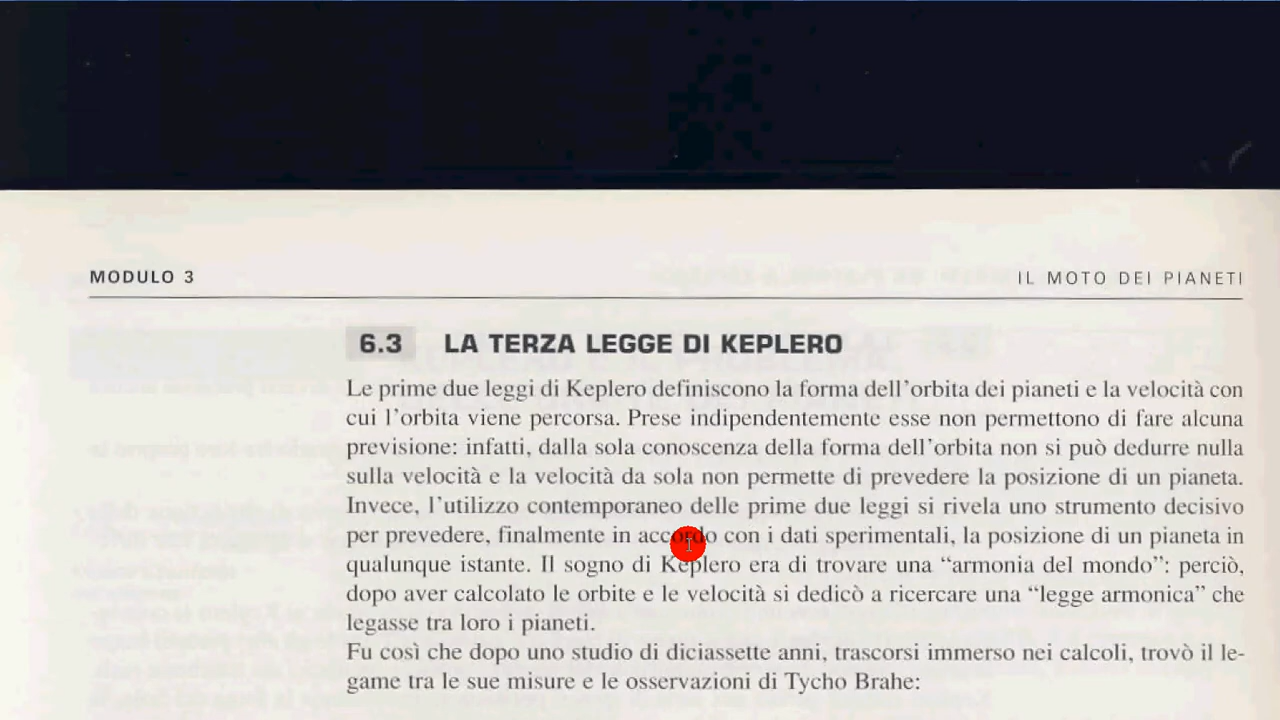 MODULO 3
IL MOTO DEI PIANETI
6.3 LA TERZA LEGGE DI KEPLERO
Le prime due leggi di Keplero definiscono la forma dell'orbita dei pianeti e la velocità con
cui l'orbita viene percorsa. Prese indipendentemente esse non permettono di fare alcuna
previsione: infatti, dalla sola conoscenza della forma dell'orbita non si può dedurre nulla
sulla velocità e la velocità da sola non permette di prevedere la posizione di un pianeta.
Invece, l'utilizzo contemporaneo delle prime due leggi si rivela uno strumento decisivo
per prevedere, finalmente in accordo con i dati sperimentali, la posizione di un pianeta in
qualunque istante. Il sogno di Keplero era di trovare una “armonia del mondo”: perciò,
dopo aver calcolato le orbite e le velocità si dedicò a ricercare una “legge armonica” che
legasse tra loro i pianeti.
Fu così che dopo uno studio di diciassette anni, trascorsi immerso nei calcoli, trovò il le-
game tra le sue misure e le osservazioni di Tycho Brahe: